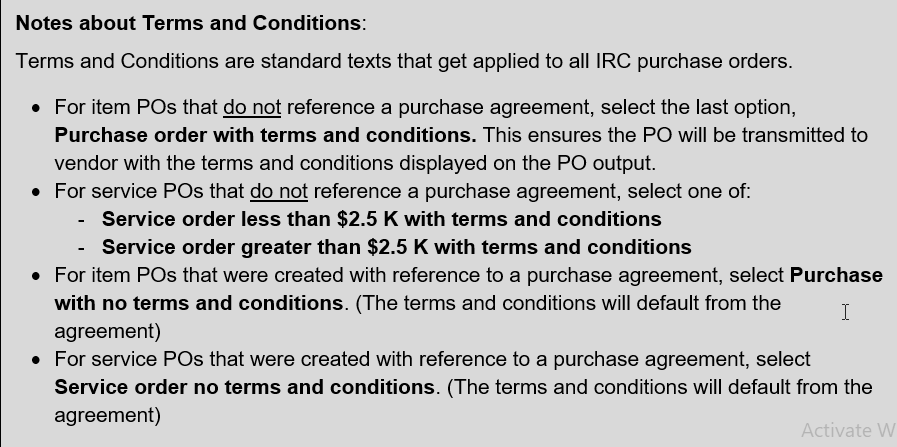 Notes about Terms and Conditions:
Terms and Conditions are standard texts that get applied to all IRC purchase orders.
• For item POs that do not reference a purchase agreement, select the last option,
Purchase order with terms and conditions. This ensures the PO will be transmitted to
vendor with the terms and conditions displayed on the PO output.
• For service POs that do not reference a purchase agreement, select one of:
- Service order less than $2.5 K with terms and conditions
- Service order greater than $2.5 K with terms and conditions
• For item POs that were created with reference to a purchase agreement, select Purchase
with no terms and conditions. (The terms and conditions will default from the
agreement)
• For service POs that were created with reference to a purchase agreement, select
Service order no terms and conditions. (The terms and conditions will default from the
agreement)
Activate W